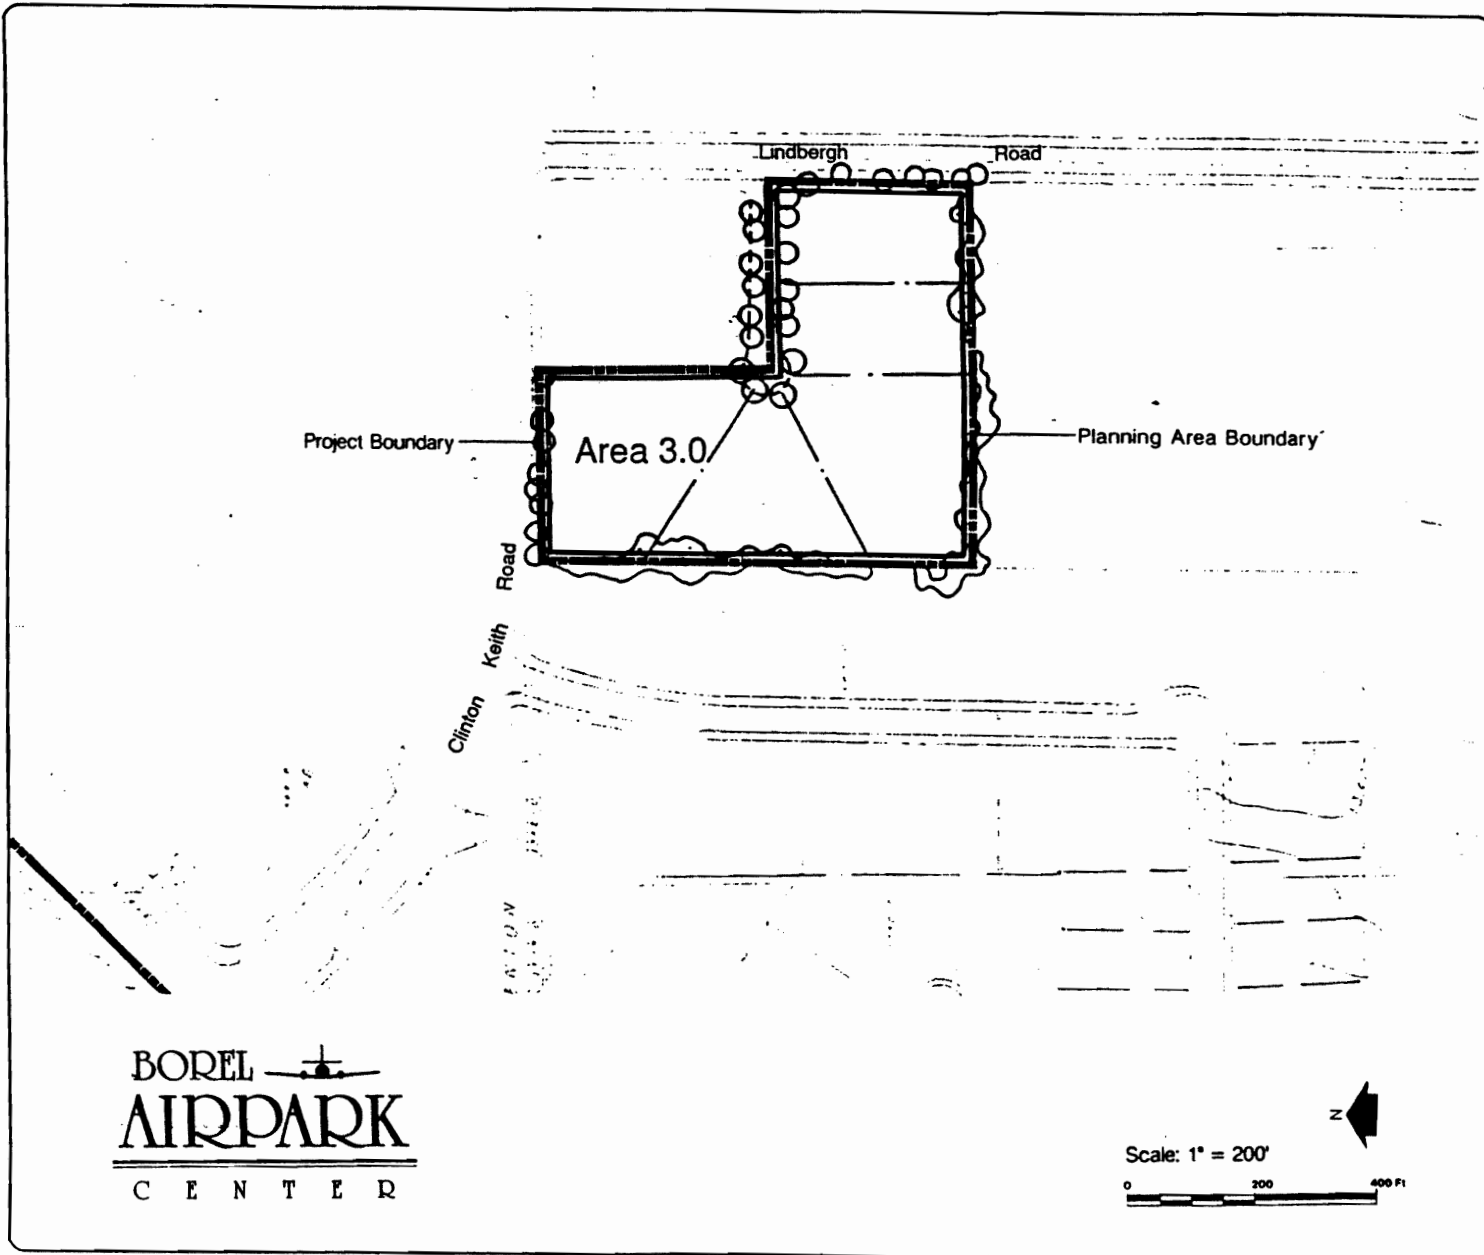 Lindbergh Road
Project Boundary
Area 3.0
Planning Area Boundary
Clinton Keith Road
BOREL
AIRPARK
CENTER
N
Scale: 1" = 200'
0 200 400 Ft